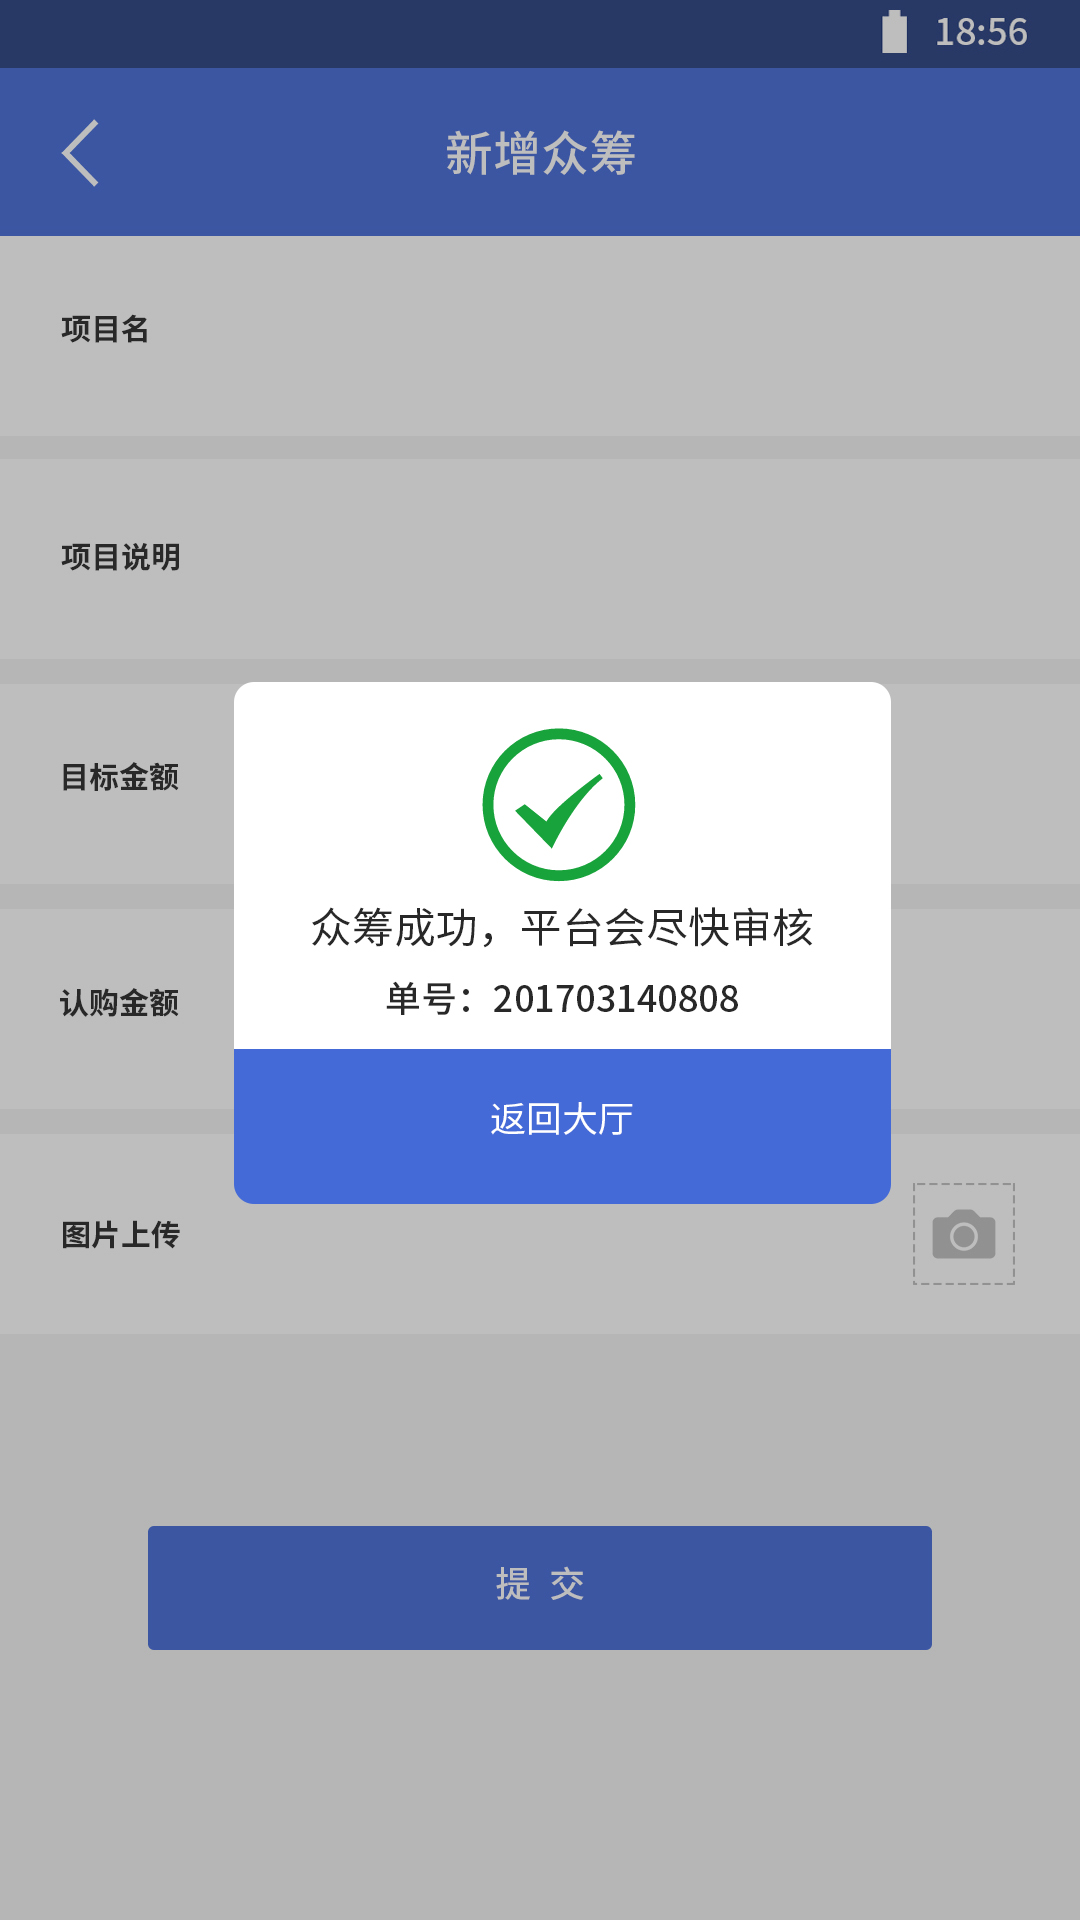 18:56
新增众筹
项目名
项目说明
目标金额
众筹成功，平台会尽快审核
单号：201703140808
认购金额
返回大厅
图片上传
提 交